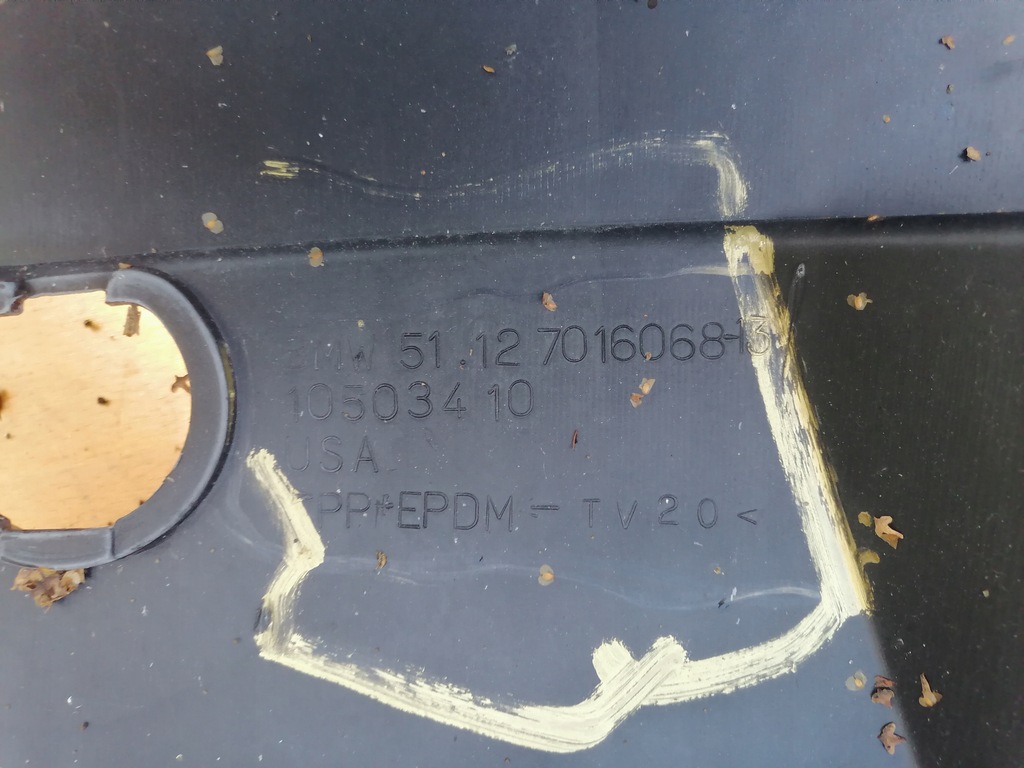 BMW 51.12 7016068-13
10503410
USA
>PP+EPDM - TV20<